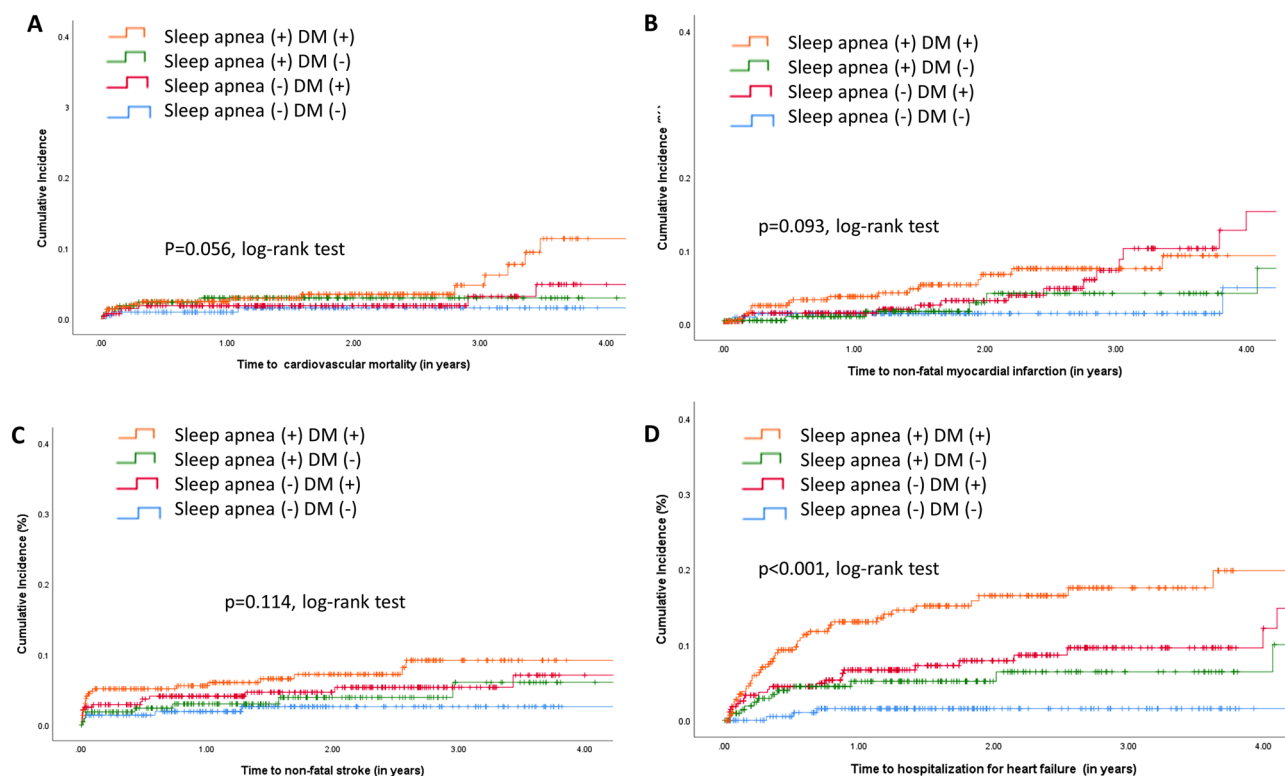 A
Sleep apnea (+) DM (+)
Sleep apnea (+) DM (-)
Sleep apnea (-) DM (+)
Sleep apnea (-) DM (-)
P=0.056, log-rank test
Cumulative Incidence
0.4
3
0.2
0.1
0.0
.00
1.00
2.00
3.00
4.00
Time to cardiovascular mortality (in years)
B
Sleep apnea (+) DM (+)
Sleep apnea (+) DM (-)
Sleep apnea (-) DM (+)
Sleep apnea (-) DM (-)
p=0.093, log-rank test
Cumulative Incidence
0.4
0.2
0.1
0.0
.00
1.00
2.00
3.00
4.00
Time to non-fatal myocardial infarction (in years)
C
Sleep apnea (+) DM (+)
Sleep apnea (+) DM (-)
Sleep apnea (-) DM (+)
Sleep apnea (-) DM (-)
p=0.114, log-rank test
Cumulative Incidence (%)
0.4
0.3
0.2
0.1
0.0
.00
1.00
2.00
3.00
4.00
Time to non-fatal stroke (in years)
D
Sleep apnea (+) DM (+)
Sleep apnea (+) DM (-)
Sleep apnea (-) DM (+)
Sleep apnea (-) DM (-)
p<0.001, log-rank test
Cumulative Incidence (%)
0.4
0.3
0.2
0.1
0.0
.00
1.00
2.00
3.00
4.00
Time to hospitalization for heart failure (in years)